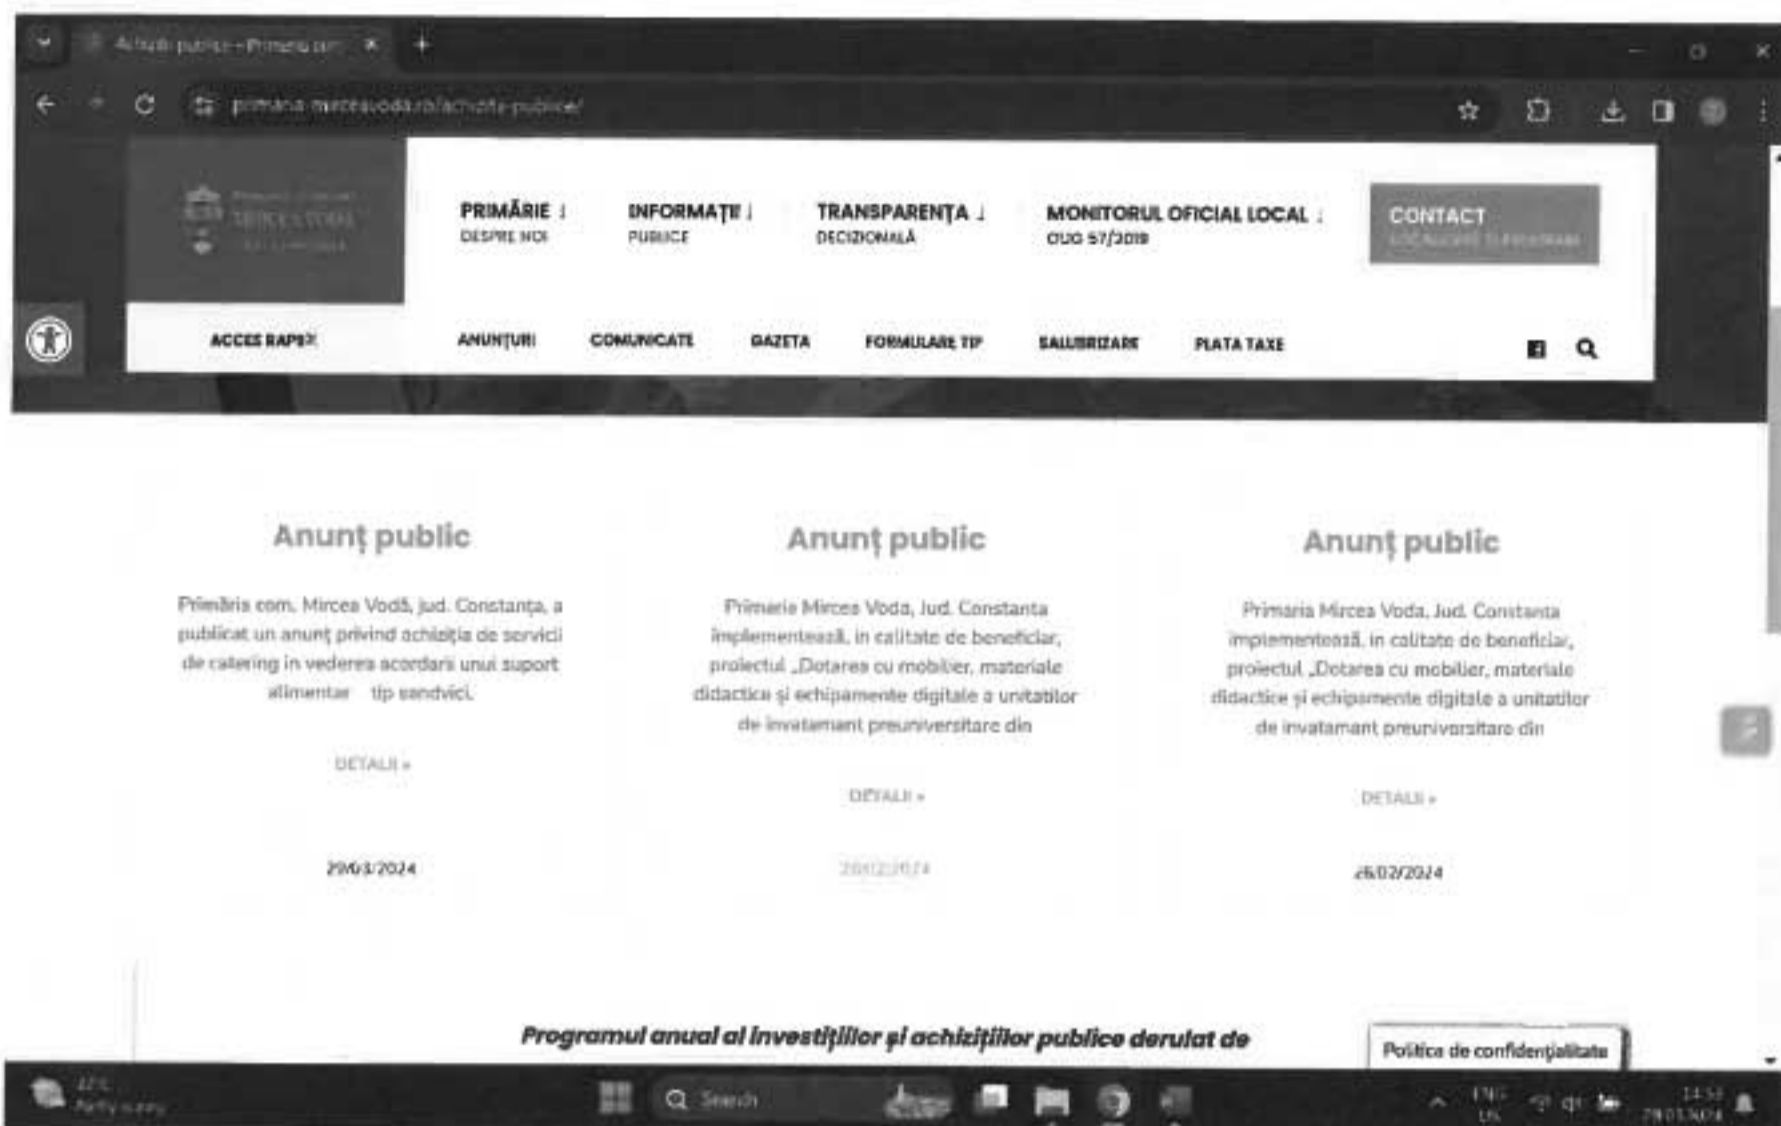 primaria-mirceavoda.ro/achizitii-publice/
PRIMĂRIE ↓
DESPRE NOI
INFORMAȚII ↓
PUBLICE
TRANSPARENȚA ↓
DECIZIONALĂ
MONITORUL OFICIAL LOCAL ↓
OUG 57/2019
CONTACT
ACCES RAPID
ANUNȚURI
COMUNICATE
GAZETA
FORMULARE TIP
SALUBRIZARE
PLATA TAXE
Anunț public
Primăria com. Mircea Vodă, jud. Constanța, a
publicat un anunț privind achiziția de servicii
de catering in vederea acordarii unui suport
alimentar tip sandvici.
DETALII »
29/03/2024
Anunț public
Primaria Mircea Voda, Jud. Constanta
implementează, in calitate de beneficiar,
proiectul „Dotarea cu mobilier, materiale
didactice și echipamente digitale a unitatilor
de invatamant preuniversitare din
DETALII »
Anunț public
Primaria Mircea Voda, Jud. Constanta
implementează, in calitate de beneficiar,
proiectul „Dotarea cu mobilier, materiale
didactice și echipamente digitale a unitatilor
de invatamant preuniversitare din
DETALII »
26/02/2024
Programul anual al investițiilor și achizițiilor publice derulat de
Politica de confidențialitate
Search
ENG
US
14:53